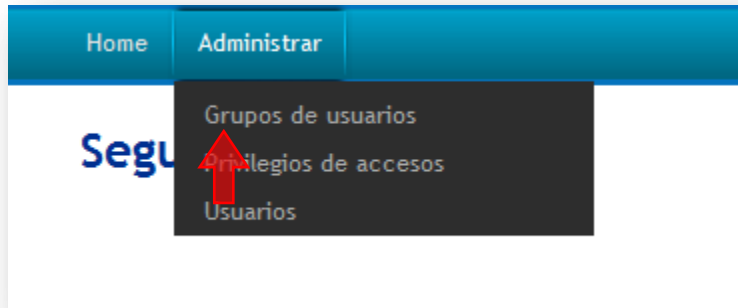 Home Administrar
Grupos de usuarios
Segu
Privilegios de accesos
Usuarios